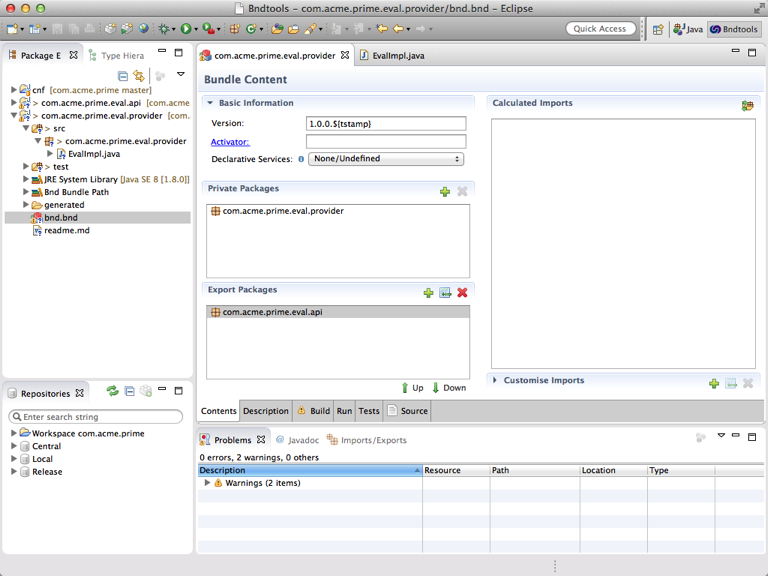 Bndtools – com.acme.prime.eval.provider/bnd.bnd – Eclipse
Quick Access
Java
Bndtools
Package E
Type Hiera
cnf [com.acme.prime master]
> com.acme.prime.eval.api [com.acme
> com.acme.prime.eval.provider [com.
> src
> com.acme.prime.eval.provider
> EvalImpl.java
> test
JRE System Library [Java SE 8 [1.8.0]]
Bnd Bundle Path
generated
bnd.bnd
readme.md
Repositories
Enter search string
Workspace com.acme.prime
Central
Local
Release
com.acme.prime.eval.provider
EvalImpl.java
Bundle Content
Basic Information
Version:
1.0.0.${tstamp}
Activator:
Declarative Services:
None/Undefined
Private Packages
com.acme.prime.eval.provider
Export Packages
com.acme.prime.eval.api
Up
Down
Calculated Imports
Customise Imports
Contents
Description
Build
Run
Tests
Source
Problems
Javadoc
Imports/Exports
0 errors, 2 warnings, 0 others
Description
Resource
Path
Location
Type
Warnings (2 items)